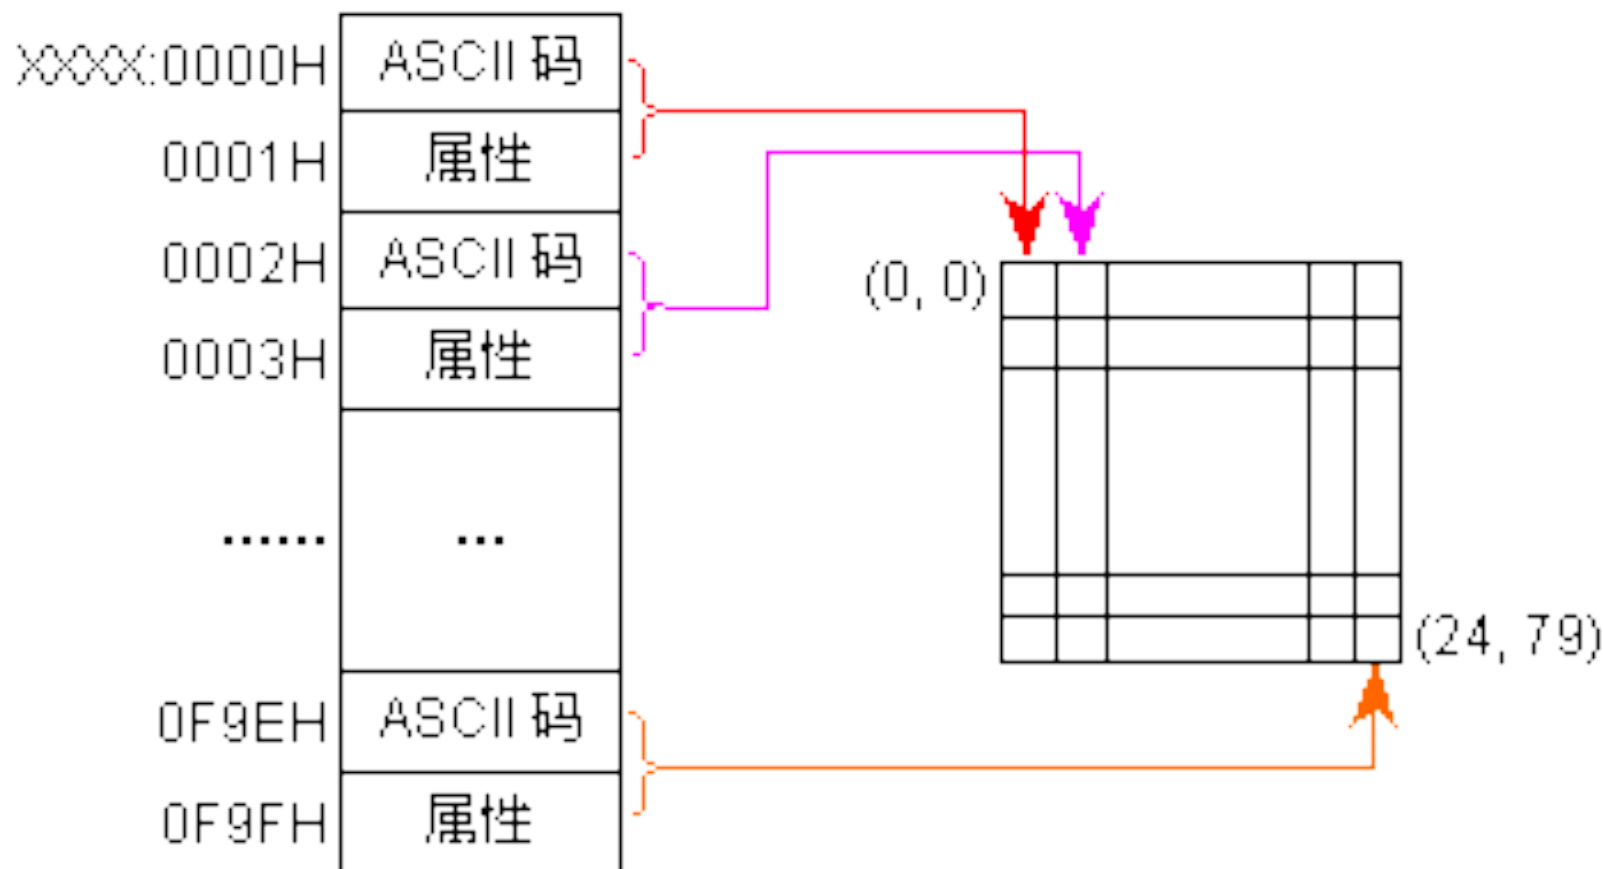 XXXX:0000H ASCII 码
0001H 属性
0002H ASCII 码
(0, 0)
0003H 属性
...... ...
(24, 79)
0F9EH ASCII 码
0F9FH 属性